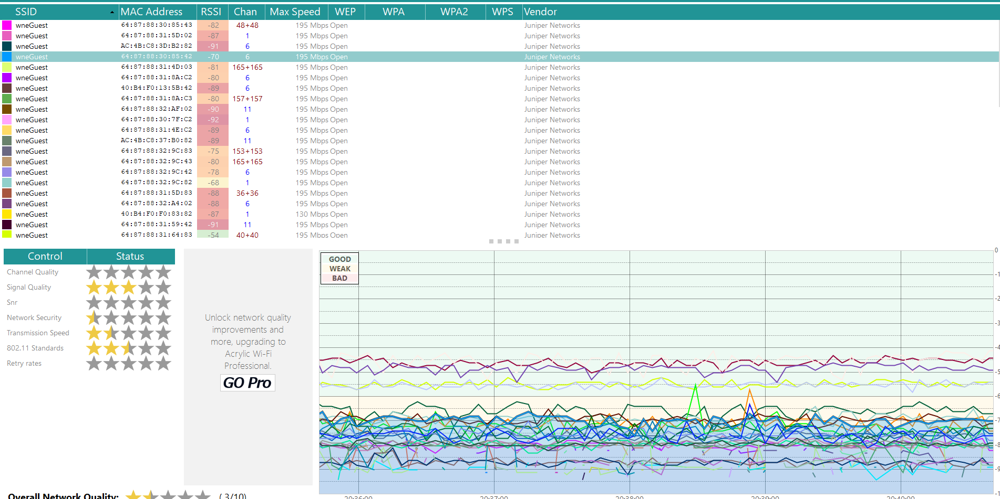 SSID MAC Address RSSI Chan Max Speed WEP WPA WPA2 WPS Vendor
wneGuest 64:87:88:30:85:43 -82 48+48 195 Mbps Open Juniper Networks
wneGuest 64:87:88:31:5D:02 -87 1 195 Mbps Open Juniper Networks
wneGuest AC:4B:C8:3D:B2:82 -91 6 195 Mbps Open Juniper Networks
wneGuest 64:87:88:30:85:42 -70 6 195 Mbps Open Juniper Networks
wneGuest 64:87:88:31:4D:03 -81 165+165 195 Mbps Open Juniper Networks
wneGuest 64:87:88:31:8A:C2 -80 6 195 Mbps Open Juniper Networks
wneGuest 40:B4:F0:13:5B:42 -89 6 195 Mbps Open Juniper Networks
wneGuest 64:87:88:31:8A:C3 -80 157+157 195 Mbps Open Juniper Networks
wneGuest 64:87:88:32:AF:02 -90 11 195 Mbps Open Juniper Networks
wneGuest 64:87:88:30:7F:C2 -92 1 195 Mbps Open Juniper Networks
wneGuest 64:87:88:31:4E:C2 -89 6 195 Mbps Open Juniper Networks
wneGuest AC:4B:C8:37:B0:82 -89 11 195 Mbps Open Juniper Networks
wneGuest 64:87:88:32:9C:83 -75 153+153 195 Mbps Open Juniper Networks
wneGuest 64:87:88:32:9C:43 -80 165+165 195 Mbps Open Juniper Networks
wneGuest 64:87:88:32:9C:42 -78 6 195 Mbps Open Juniper Networks
wneGuest 64:87:88:32:9C:82 -68 1 195 Mbps Open Juniper Networks
wneGuest 64:87:88:31:5D:83 -88 36+36 195 Mbps Open Juniper Networks
wneGuest 64:87:88:32:A4:02 -88 6 195 Mbps Open Juniper Networks
wneGuest 40:B4:F0:F0:83:82 -87 1 130 Mbps Open Juniper Networks
wneGuest 64:87:88:31:59:42 -91 11 195 Mbps Open Juniper Networks
wneGuest 64:87:88:31:64:83 -54 40+40 195 Mbps Open Juniper Networks
Control Status
Channel Quality
Signal Quality
Snr
Network Security
Transmission Speed
802.11 Standards
Retry rates
Overall Network Quality: ( 3/10)
Unlock network quality
improvements and
more, upgrading to
Acrylic Wi-Fi
Professional.
GO Pro
GOOD
WEAK
BAD
0
-1
-2
-3
-4
-5
-6
-7
-8
-9
-1
20:36:00 20:37:00 20:38:00 20:39:00 20:40:00